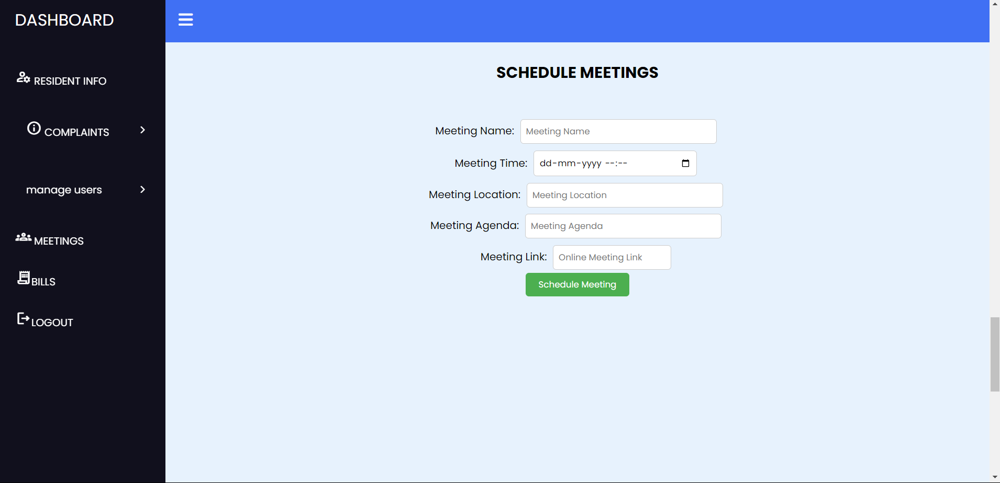 DASHBOARD
RESIDENT INFO
COMPLAINTS
manage users
MEETINGS
BILLS
LOGOUT
SCHEDULE MEETINGS
Meeting Name: Meeting Name
Meeting Time: dd-mm-yyyy --:--
Meeting Location: Meeting Location
Meeting Agenda: Meeting Agenda
Meeting Link: Online Meeting Link
Schedule Meeting